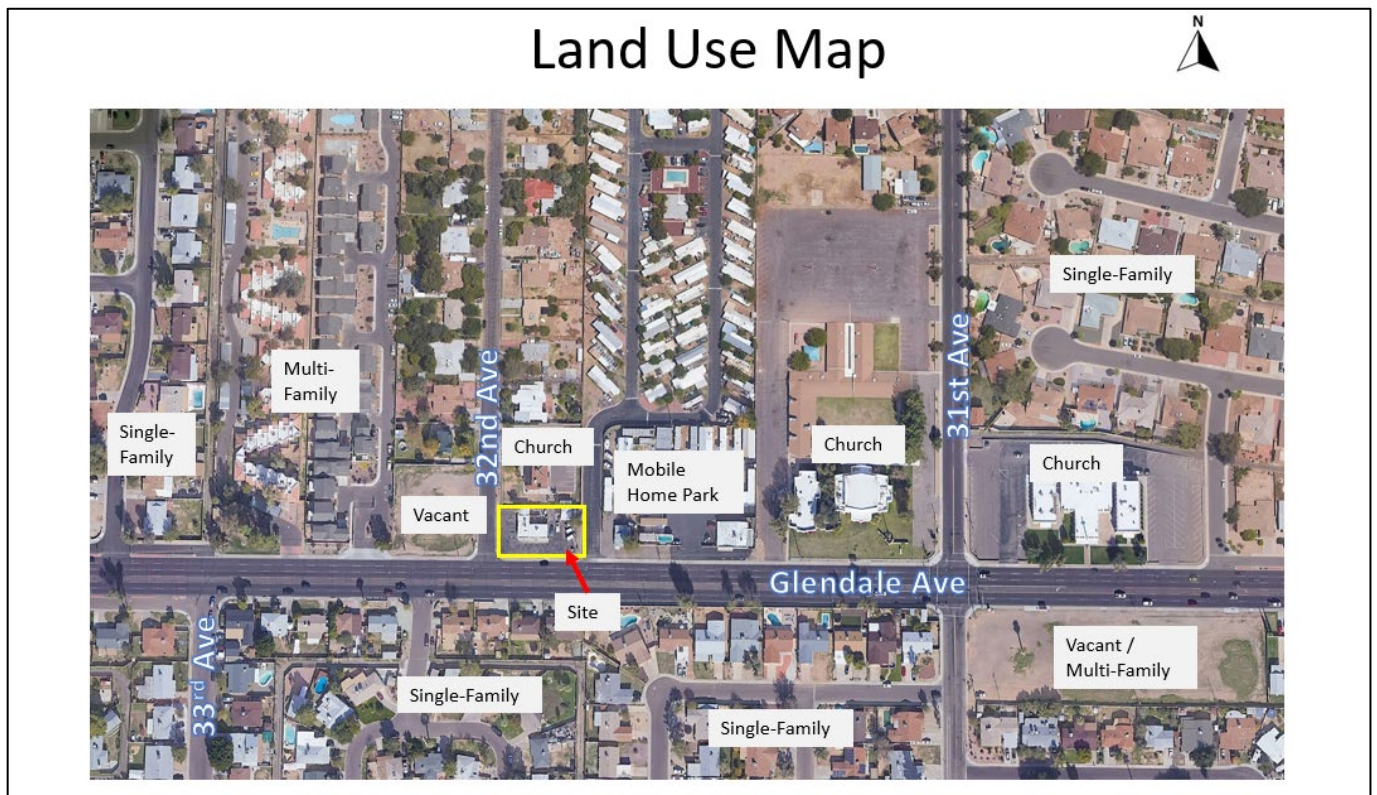 Land Use Map
N
Single-Family
Multi-
Family
Single-
Family
32nd Ave
Church
Mobile
Home Park
Church
31st Ave
Church
Vacant
Glendale Ave
Site
33rd Ave
Single-Family
Single-Family
Vacant /
Multi-Family